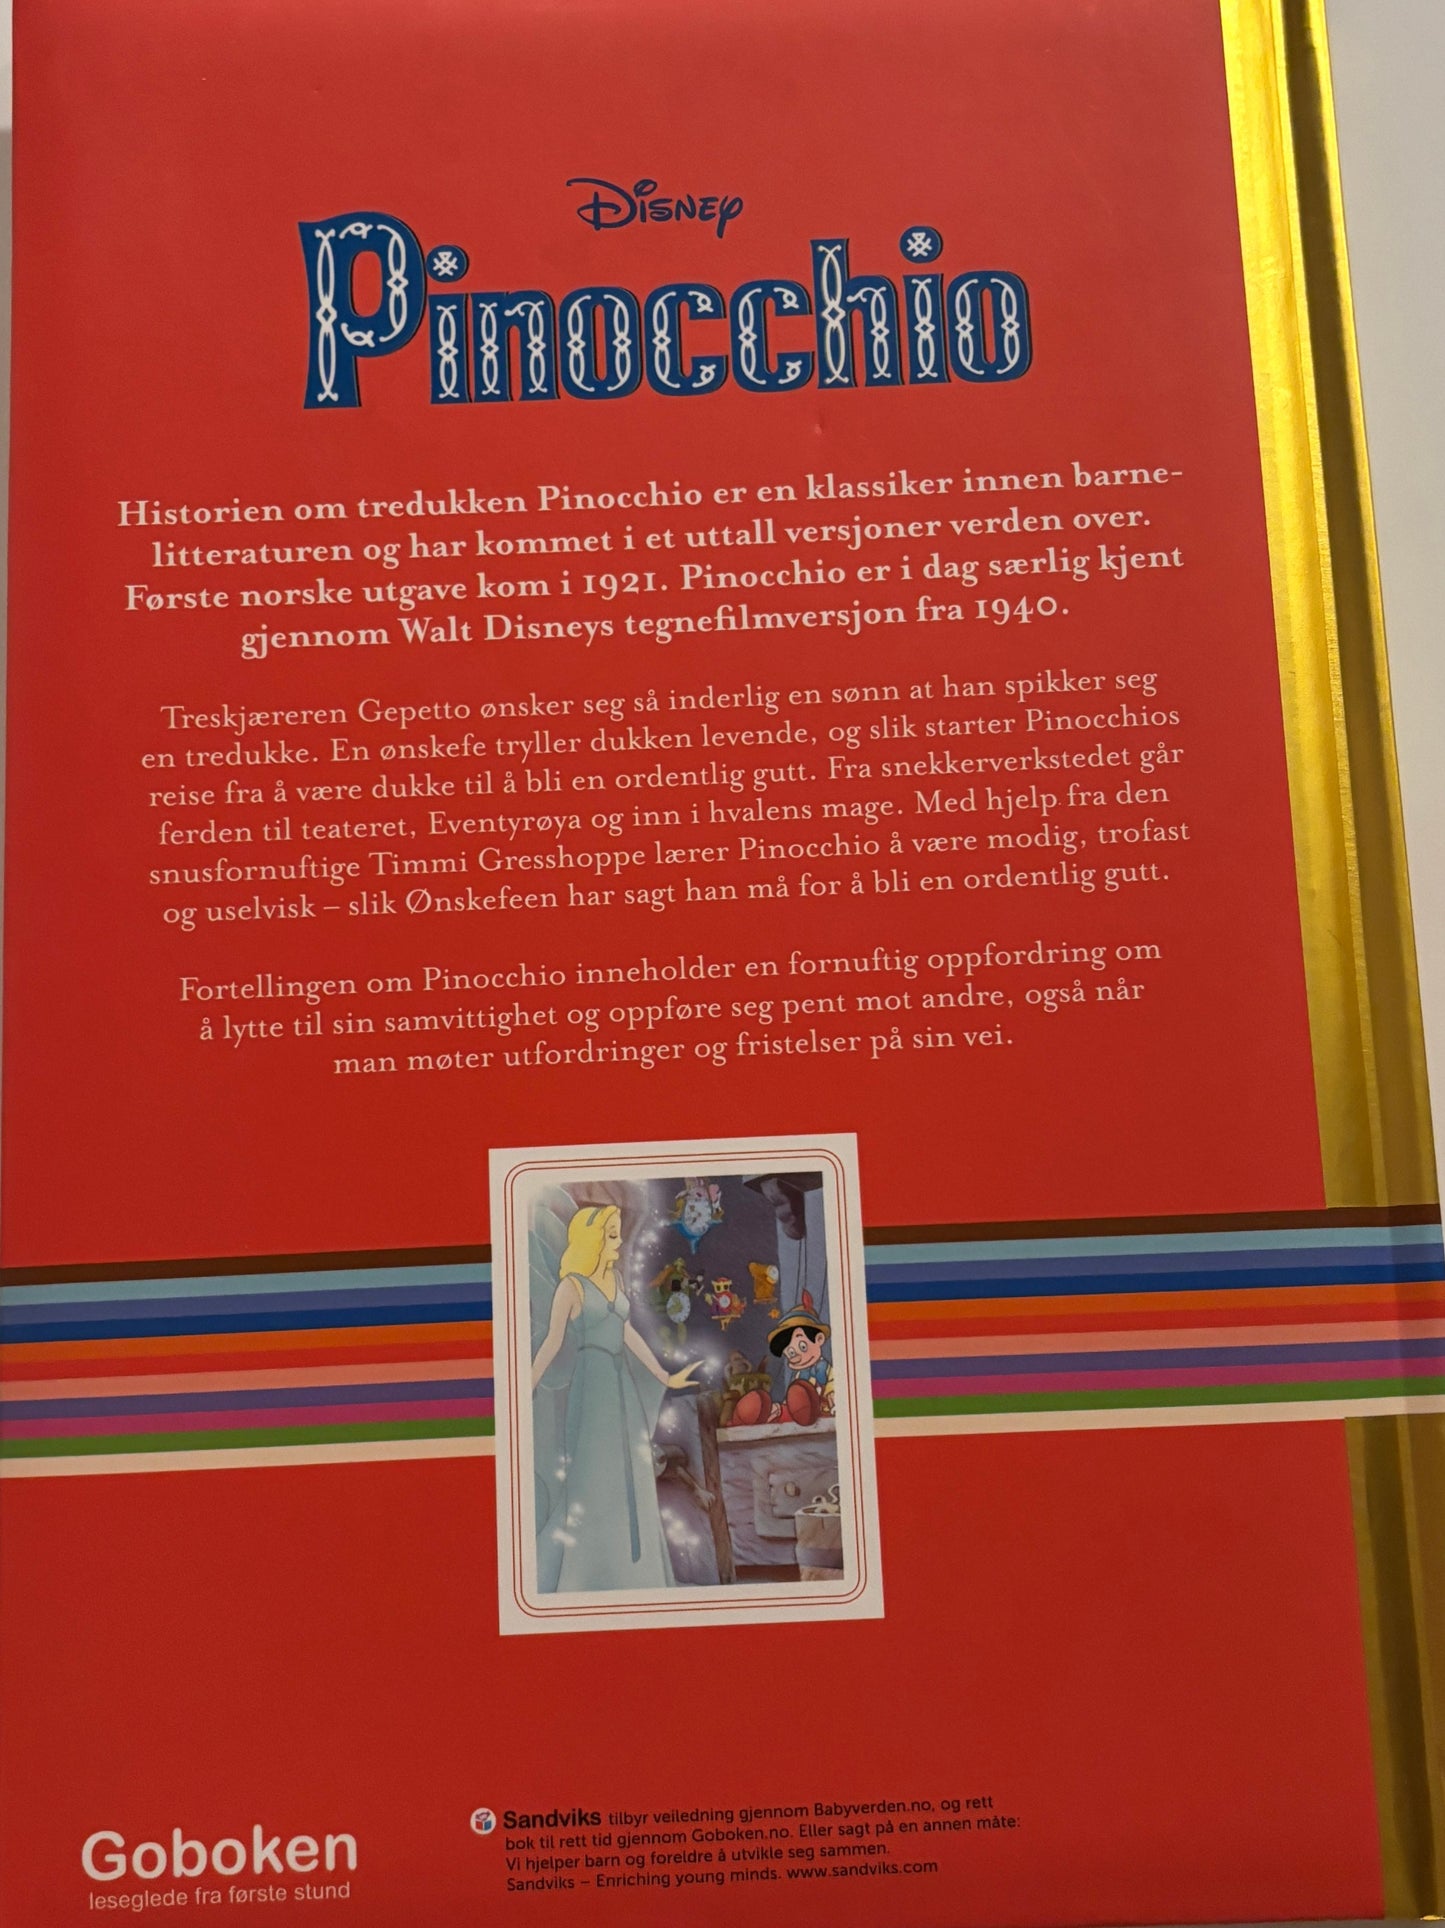 Disney
Pinocchio
Historien om tredukken Pinocchio er en klassiker innen barne-
litteraturen og har kommet i et uttall versjoner verden over.
Første norske utgave kom i 1921. Pinocchio er i dag særlig kjent
gjennom Walt Disneys tegnefilmversjon fra 1940.
Treskjæreren Gepetto ønsker seg så inderlig en sønn at han spikker seg
en tredukke. En ønskefe tryller dukken levende, og slik starter Pinocchios
reise fra å være dukke til å bli en ordentlig gutt. Fra snekkerverkstedet går
ferden til teateret, Eventyrøya og inn i hvalens mage. Med hjelp fra den
snusfornuftige Timmi Gresshoppe lærer Pinocchio å være modig, trofast
og uselvisk – slik Ønskefeen har sagt han må for å bli en ordentlig gutt.
Fortellingen om Pinocchio inneholder en fornuftig oppfordring om
å lytte til sin samvittighet og oppføre seg pent mot andre, også når
man møter utfordringer og fristelser på sin vei.
Goboken
leseglede fra første stund
Sandviks tilbyr veiledning gjennom Babyverden.no, og rett
bok til rett tid gjennom Goboken.no. Eller sagt på en annen måte:
Vi hjelper barn og foreldre å utvikle seg sammen.
Sandviks – Enriching young minds. www.sandviks.com